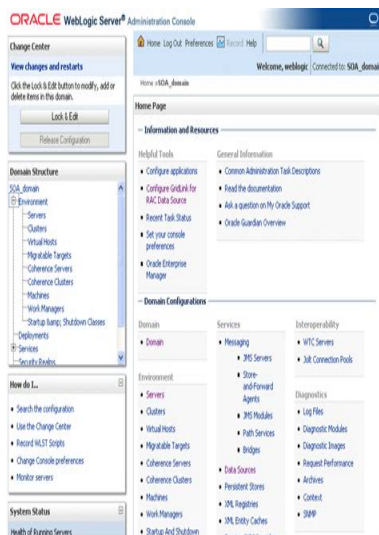 ORACLE WebLogic Server® Administration Console
Change Center
View changes and restarts
Click the Lock & Edit button to modify, add or
delete items in this domain.
Lock & Edit
Release Configuration
Domain Structure
SOA_domain
Environment
Servers
Clusters
Virtual Hosts
Migratable Targets
Coherence Servers
Coherence Clusters
Machines
Work Managers
Startup &amp; Shutdown Classes
Deployments
Services
Security Realms
How do I...
Search the configuration
Use the Change Center
Record WLST Scripts
Change Console preferences
Monitor servers
System Status
Health of Running Servers
Home Log Out Preferences Record Help
Welcome, weblogic Connected to: SOA_domai
Home >SOA_domain
Home Page
Information and Resources
Helpful Tools
Configure applications
Configure GridLink for
RAC Data Source
Recent Task Status
Set your console
preferences
Oracle Enterprise
Manager
General Information
Common Administration Task Descriptions
Read the documentation
Ask a question on My Oracle Support
Oracle Guardian Overview
Domain Configurations
Domain
Domain
Environment
Servers
Clusters
Virtual Hosts
Migratable Targets
Coherence Servers
Coherence Clusters
Machines
Work Managers
Startup And Shutdown
Services
Messaging
JMS Servers
Store-
and-Forward
Agents
JMS Modules
Path Services
Bridges
Data Sources
Persistent Stores
XML Registries
XML Entity Caches
Interoperability
WTC Servers
Jolt Connection Pools
Diagnostics
Log Files
Diagnostic Modules
Diagnostic Images
Request Performance
Archives
Context
SNMP